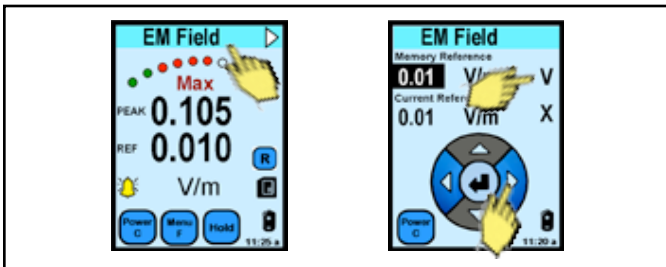 EM Field
Max
PEAK 0.105
REF 0.010
R
V/m
Power C
Menu F
Hold
11:25 a
EM Field
Memory Reference
0.01 V V
Current Refer
0.01 V/m X
Power C
11:20 a